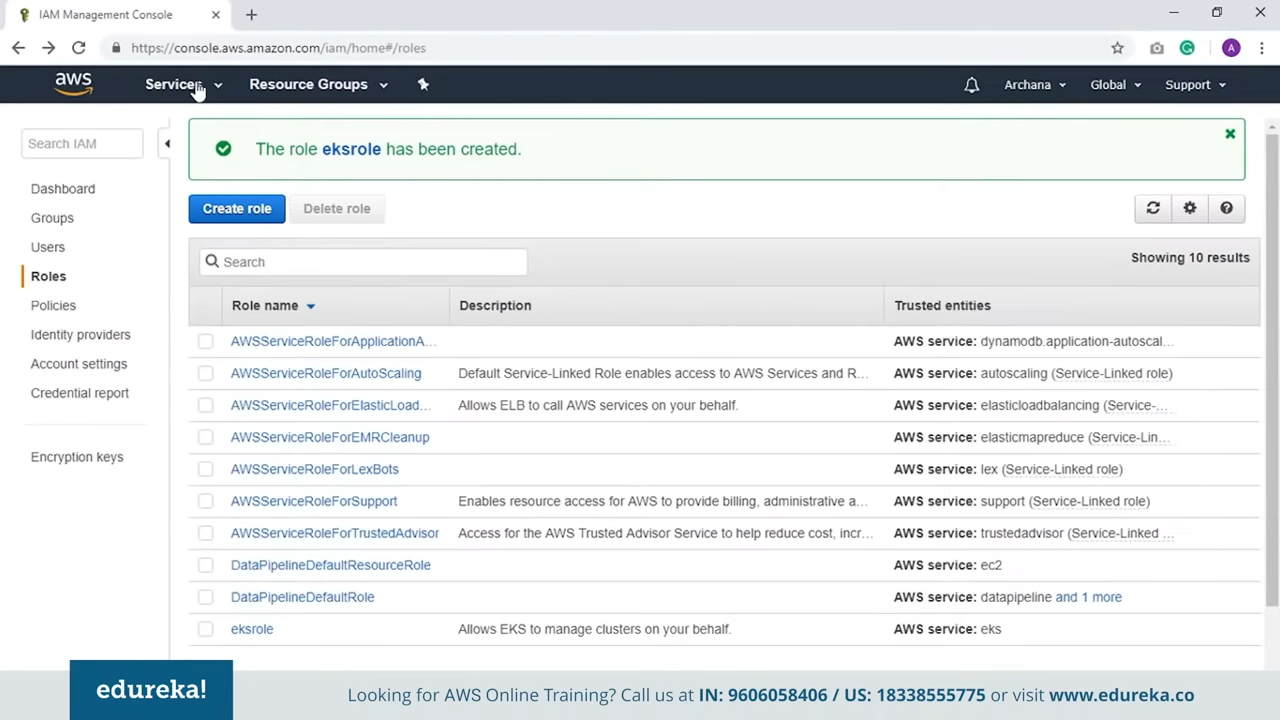 IAM Management Console
https://console.aws.amazon.com/iam/home#/roles
A
aws
Services
Resource Groups
Archana
Global
Support
Search IAM
Dashboard
Groups
Users
Roles
Policies
Identity providers
Account settings
Credential report
Encryption keys
The role eksrole has been created.
Create role
Delete role
Search
Showing 10 results
Role name Description Trusted entities
AWSServiceRoleForApplicationA... AWS service: dynamodb.application-autoscal...
AWSServiceRoleForAutoScaling Default Service-Linked Role enables access to AWS Services and R... AWS service: autoscaling (Service-Linked role)
AWSServiceRoleForElasticLoad... Allows ELB to call AWS services on your behalf. AWS service: elasticloadbalancing (Service-...
AWSServiceRoleForEMRCleanup AWS service: elasticmapreduce (Service-Lin...
AWSServiceRoleForLexBots AWS service: lex (Service-Linked role)
AWSServiceRoleForSupport Enables resource access for AWS to provide billing, administrative a... AWS service: support (Service-Linked role)
AWSServiceRoleForTrustedAdvisor Access for the AWS Trusted Advisor Service to help reduce cost, incr... AWS service: trustedadvisor (Service-Linked ...
DataPipelineDefaultResourceRole AWS service: ec2
DataPipelineDefaultRole AWS service: datapipeline and 1 more
eksrole Allows EKS to manage clusters on your behalf. AWS service: eks
edureka!
Looking for AWS Online Training? Call us at IN: 9606058406 / US: 18338555775 or visit www.edureka.co